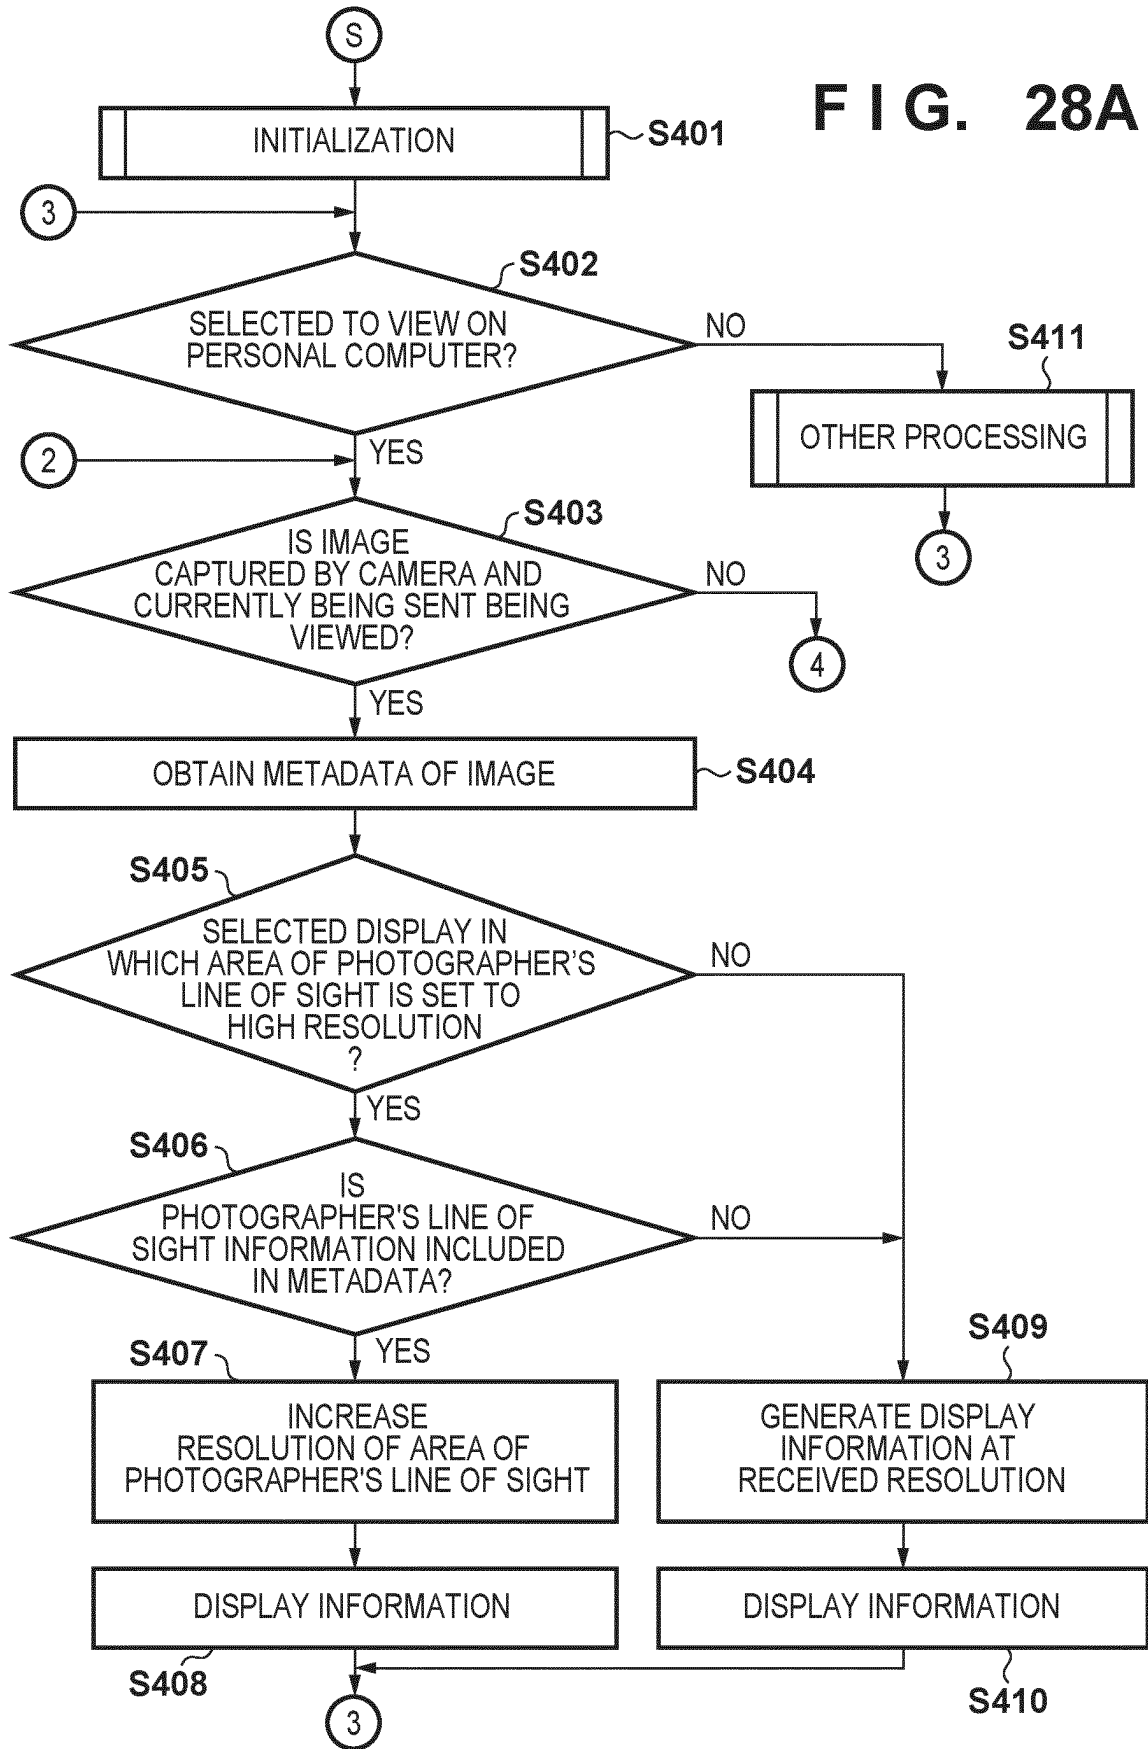 S
FIG. 28A
INITIALIZATION
S401
3
S402
SELECTED TO VIEW ON
PERSONAL COMPUTER?
NO
S411
OTHER PROCESSING
3
YES
2
S403
IS IMAGE
CAPTURED BY CAMERA AND
CURRENTLY BEING SENT BEING
VIEWED?
NO
4
YES
OBTAIN METADATA OF IMAGE
S404
S405
SELECTED DISPLAY IN
WHICH AREA OF PHOTOGRAPHER’S
LINE OF SIGHT IS SET TO
HIGH RESOLUTION
?
NO
YES
S406
IS
PHOTOGRAPHER'S LINE OF
SIGHT INFORMATION INCLUDED
IN METADATA?
NO
YES
S407
INCREASE
RESOLUTION OF AREA OF
PHOTOGRAPHER'S LINE OF SIGHT
S409
GENERATE DISPLAY
INFORMATION AT
RECEIVED RESOLUTION
DISPLAY INFORMATION
S408
DISPLAY INFORMATION
S410
3